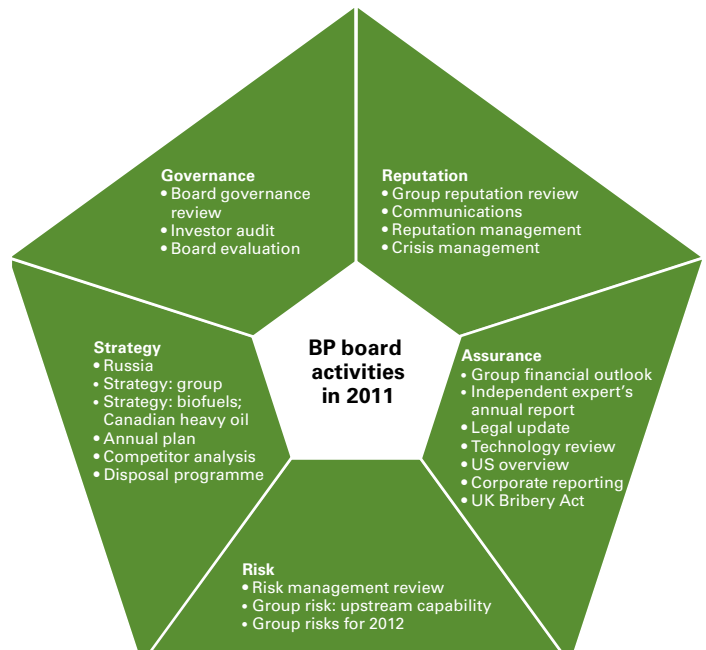 Governance
• Board governance
review
• Investor audit
• Board evaluation
Reputation
• Group reputation review
• Communications
• Reputation management
• Crisis management
Strategy
• Russia
• Strategy: group
• Strategy: biofuels;
Canadian heavy oil
• Annual plan
• Competitor analysis
• Disposal programme
BP board
activities
in 2011
Assurance
• Group financial outlook
• Independent expert's
annual report
• Legal update
• Technology review
• US overview
• Corporate reporting
• UK Bribery Act
Risk
• Risk management review
• Group risk: upstream capability
• Group risks for 2012